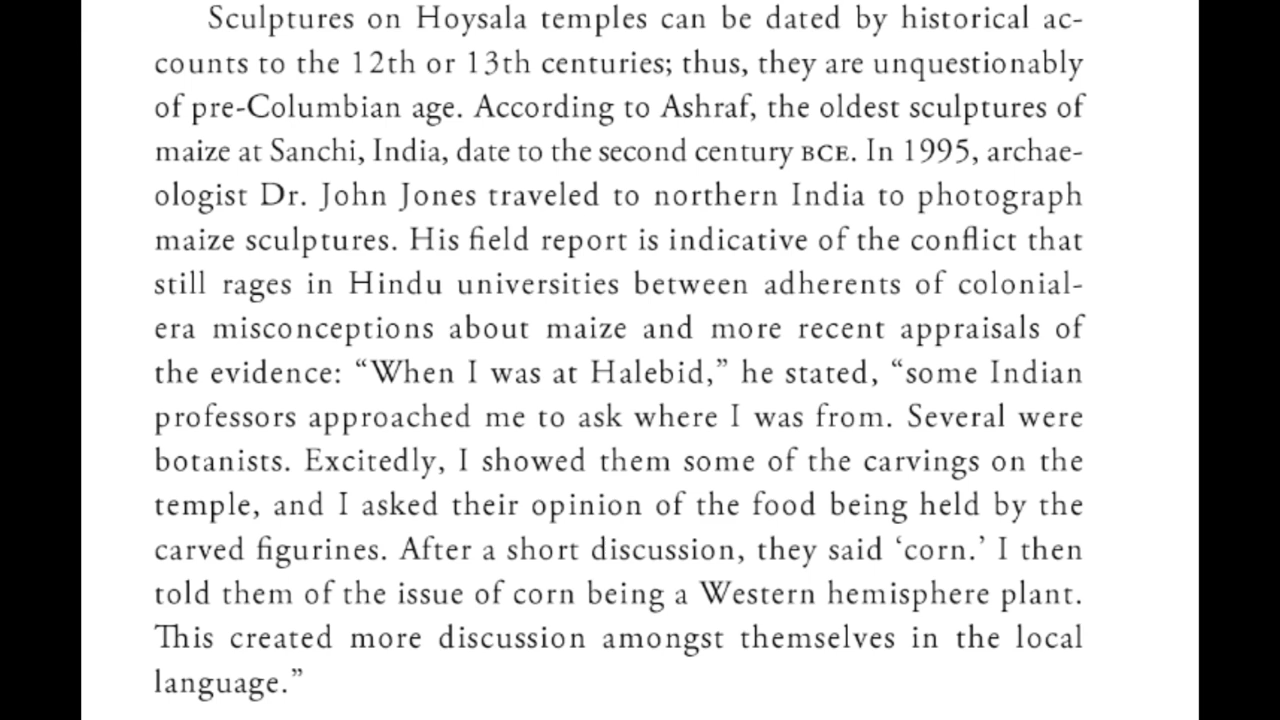 Sculptures on Hoysala temples can be dated by historical ac-
counts to the 12th or 13th centuries; thus, they are unquestionably
of pre-Columbian age. According to Ashraf, the oldest sculptures of
maize at Sanchi, India, date to the second century BCE. In 1995, archae-
ologist Dr. John Jones traveled to northern India to photograph
maize sculptures. His field report is indicative of the conflict that
still rages in Hindu universities between adherents of colonial-
era misconceptions about maize and more recent appraisals of
the evidence: “When I was at Halebid,” he stated, “some Indian
professors approached me to ask where I was from. Several were
botanists. Excitedly, I showed them some of the carvings on the
temple, and I asked their opinion of the food being held by the
carved figurines. After a short discussion, they said ‘corn.’ I then
told them of the issue of corn being a Western hemisphere plant.
This created more discussion amongst themselves in the local
language.”